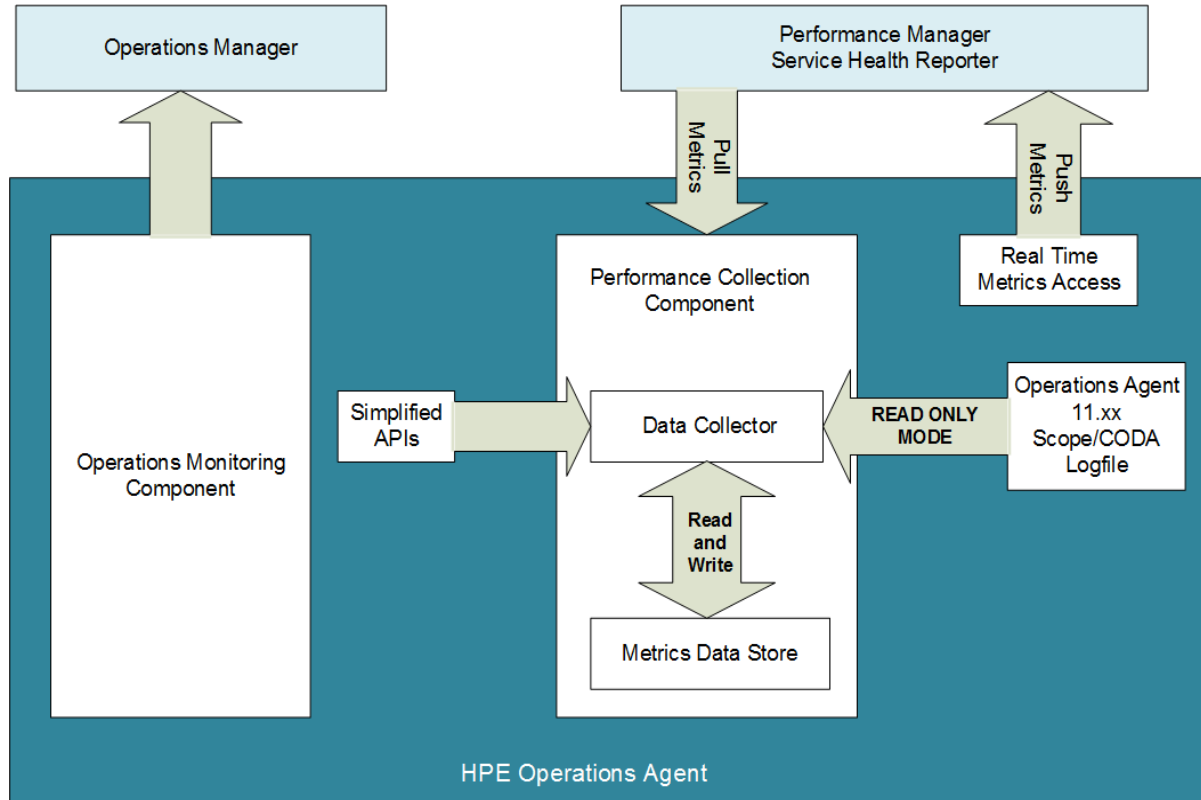 Operations Manager
Performance Manager
Service Health Reporter
Pull
Metrics
Push
Metrics
Real Time
Metrics Access
Performance Collection
Component
Operations Monitoring
Component
Simplified
APIs
Data Collector
READ ONLY
MODE
Operations Agent
11.xx
Scope/CODA
Logfile
Read
and
Write
Metrics Data Store
HPE Operations Agent